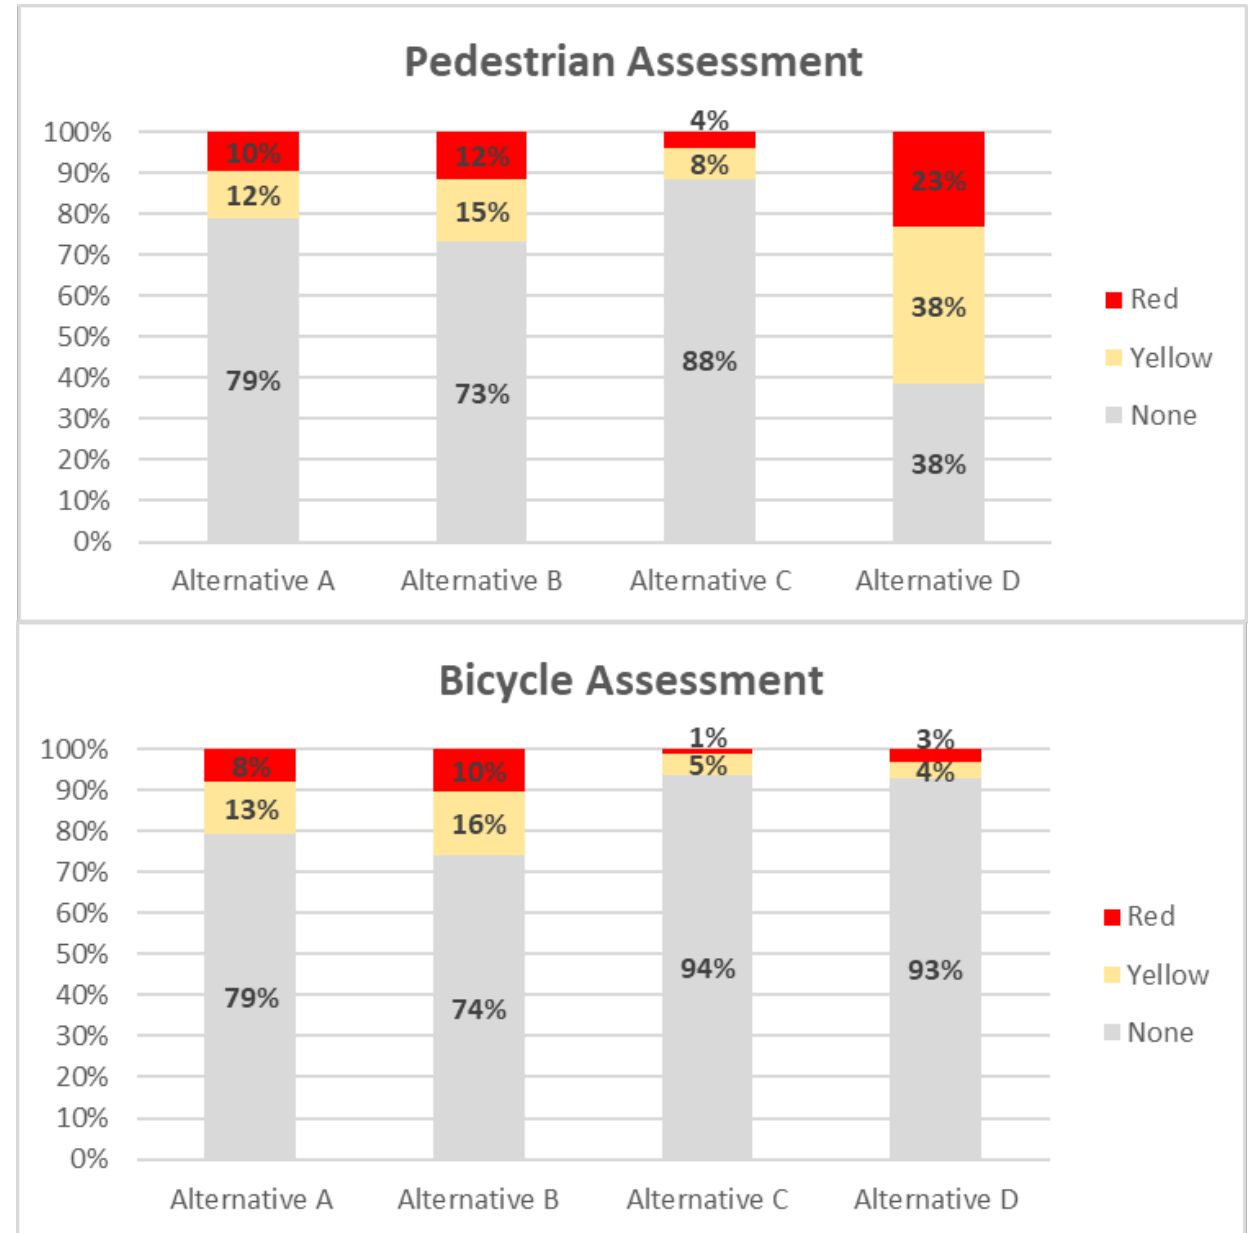 Pedestrian Assessment
100%
90%
80%
70%
60%
50%
40%
30%
20%
10%
0%
10%
12%
79%
12%
15%
73%
4%
8%
88%
23%
38%
38%
Alternative A
Alternative B
Alternative C
Alternative D
Red
Yellow
None
Bicycle Assessment
100%
90%
80%
70%
60%
50%
40%
30%
20%
10%
0%
8%
13%
79%
10%
16%
74%
1%
5%
94%
3%
4%
93%
Alternative A
Alternative B
Alternative C
Alternative D
Red
Yellow
None